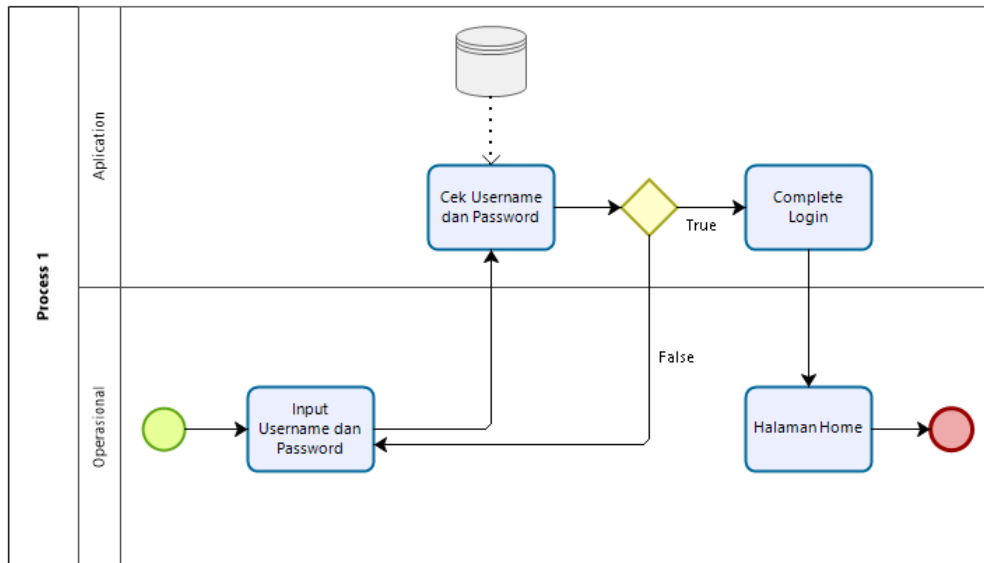 Process 1
Aplication
Cek Username
dan Password
True
Complete
Login
False
Operasional
Input
Username dan
Password
Halaman Home